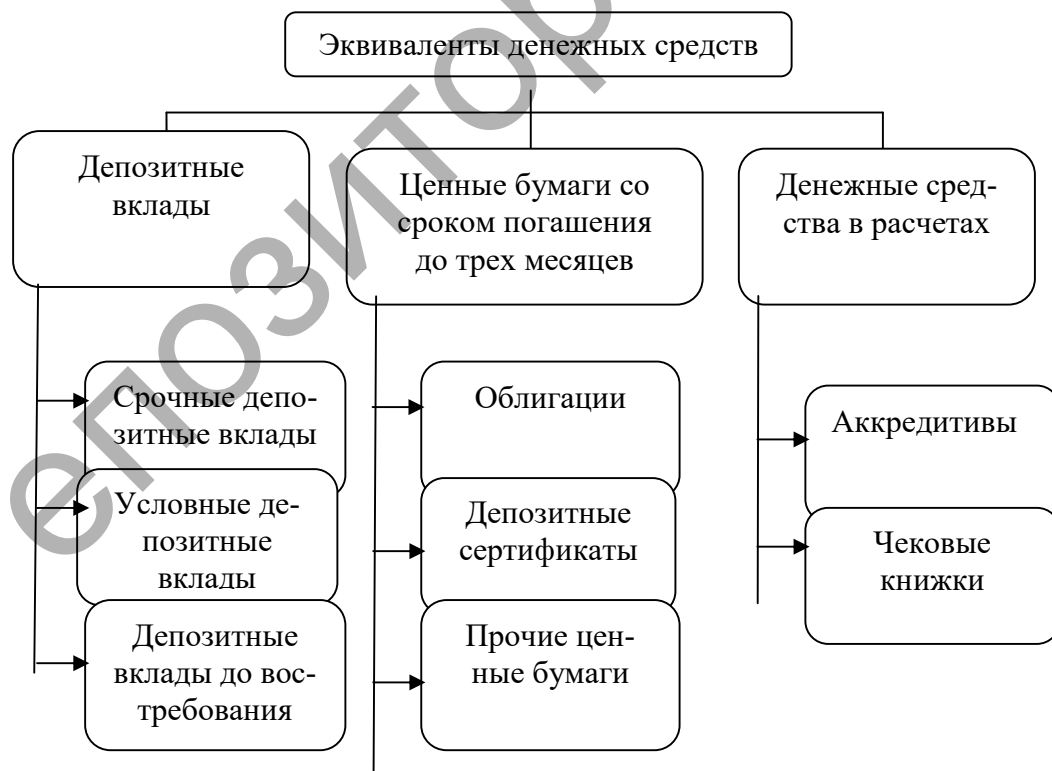 Эквиваленты денежных средств
Депозитные
вклады
Ценные бумаги со
сроком погашения
до трех месяцев
Денежные сред-
ства в расчетах
Срочные депо-
зитные вклады
Условные де-
позитные
вклады
Депозитные
вклады до вос-
требования
Облигации
Депозитные
сертификаты
Прочие цен-
ные бумаги
Аккредитивы
Чековые
книжки
епозитор